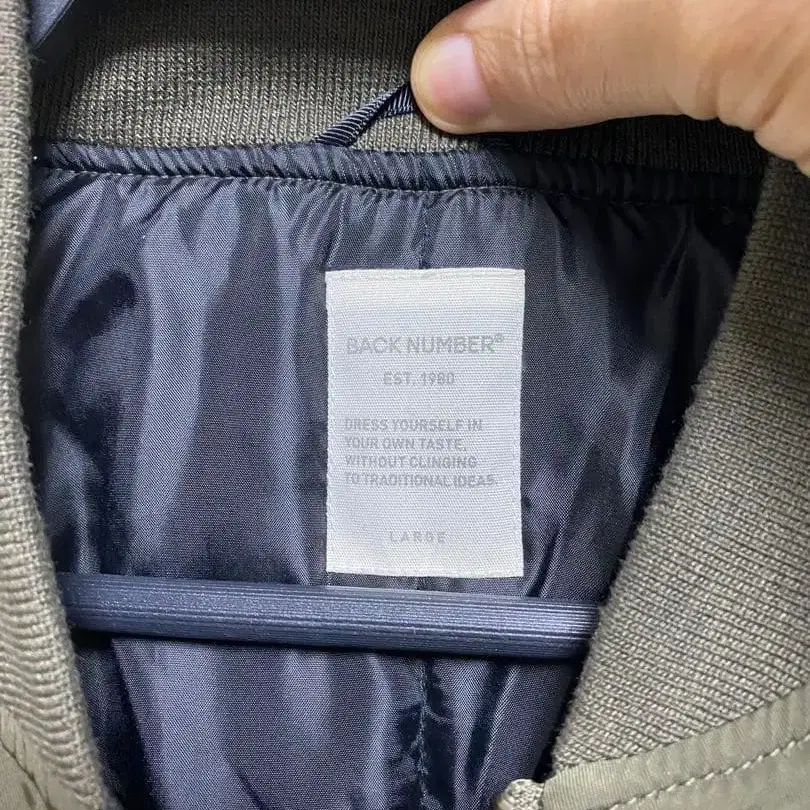 BACK NUMBER®
EST. 1980
DRESS YOURSELF IN
YOUR OWN TASTE,
WITHOUT CLINGING
TO TRADITIONAL IDEAS.
LARGE